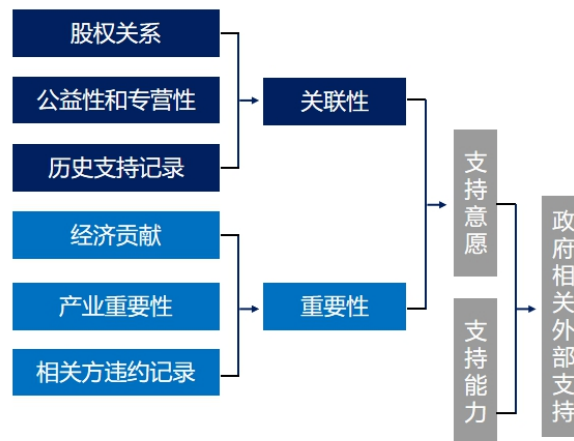 股权关系
公益性和专营性
历史支持记录
关联性
经济贡献
产业重要性
相关方违约记录
重要性
支持意愿
支持能力
政府相关外部支持